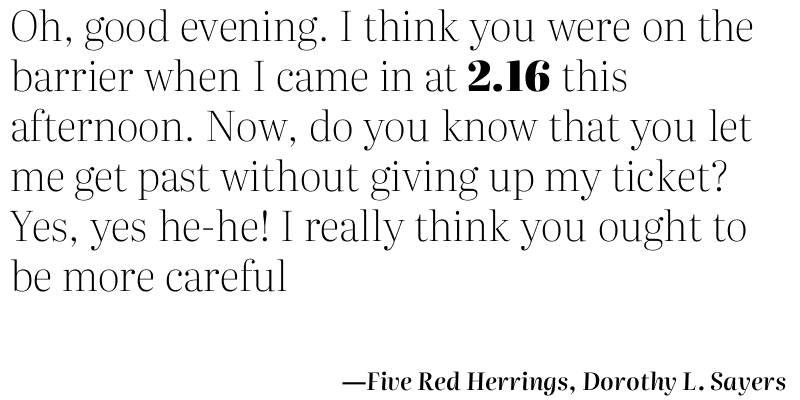 Oh, good evening. I think you were on the
barrier when I came in at 2.16 this
afternoon. Now, do you know that you let
me get past without giving up my ticket?
Yes, yes he-he! I really think you ought to
be more careful
—Five Red Herrings, Dorothy L. Sayers